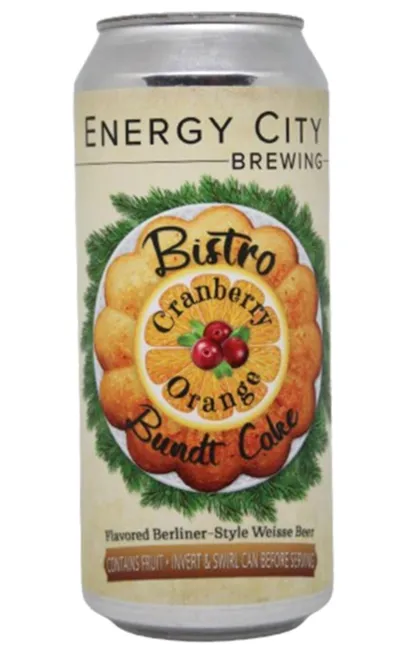 ENERGY CITY
BREWING
Bistro
Cranberry
Orange
Bundt Cake
Flavored Berliner-Style Weisse Beer
CONTAINS FRUIT • INVERT & SWIRL CAN BEFORE SERVING